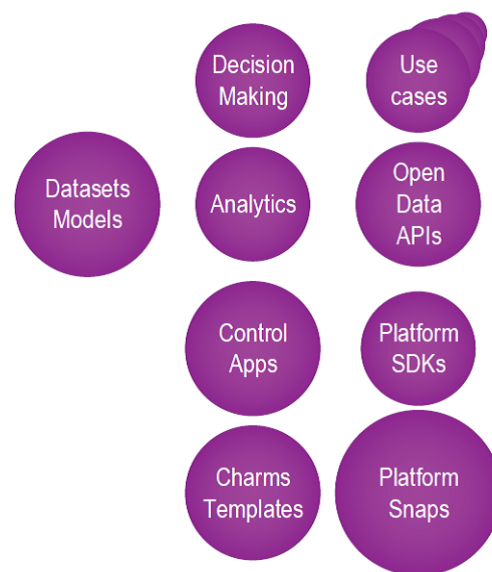 Decision
Making
Use
cases
Datasets
Models
Analytics
Open
Data
APIs
Control
Apps
Platform
SDKs
Charms
Templates
Platform
Snaps